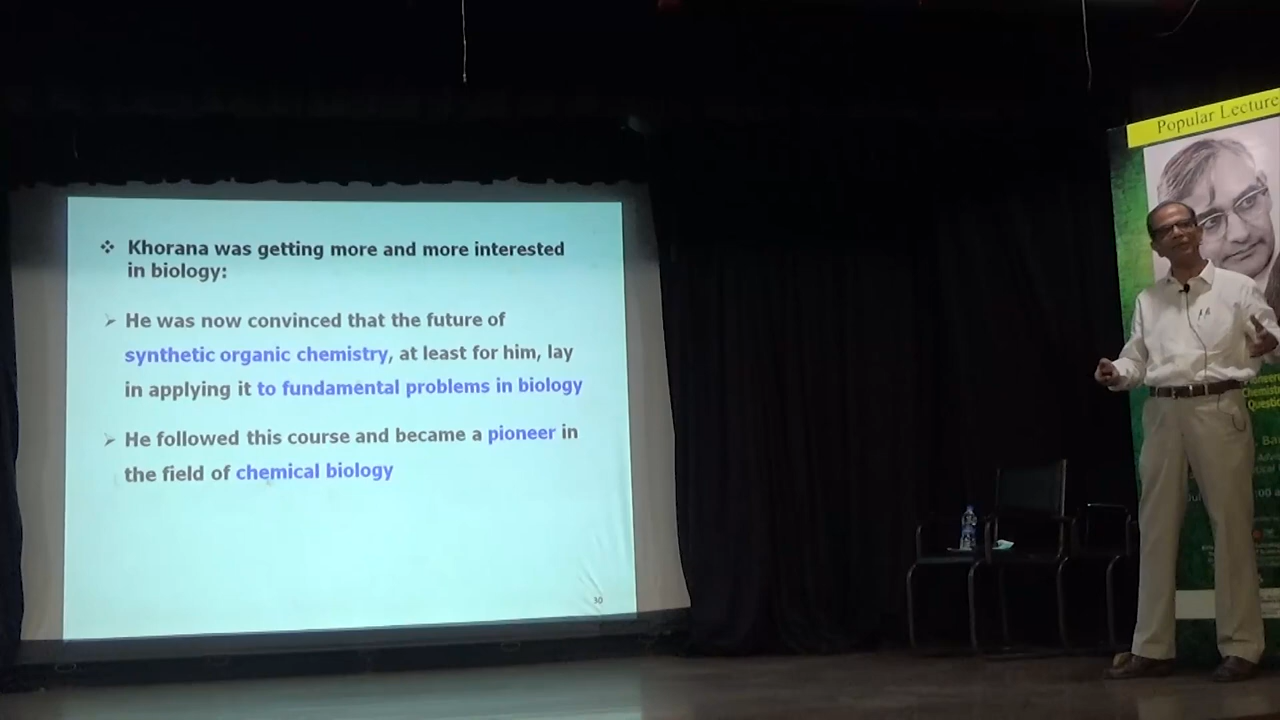 ❖ Khorana was getting more and more interested
in biology:
➢ He was now convinced that the future of
synthetic organic chemistry, at least for him, lay
in applying it to fundamental problems in biology
➢ He followed this course and became a pioneer in
the field of chemical biology
30
Popular Lecture